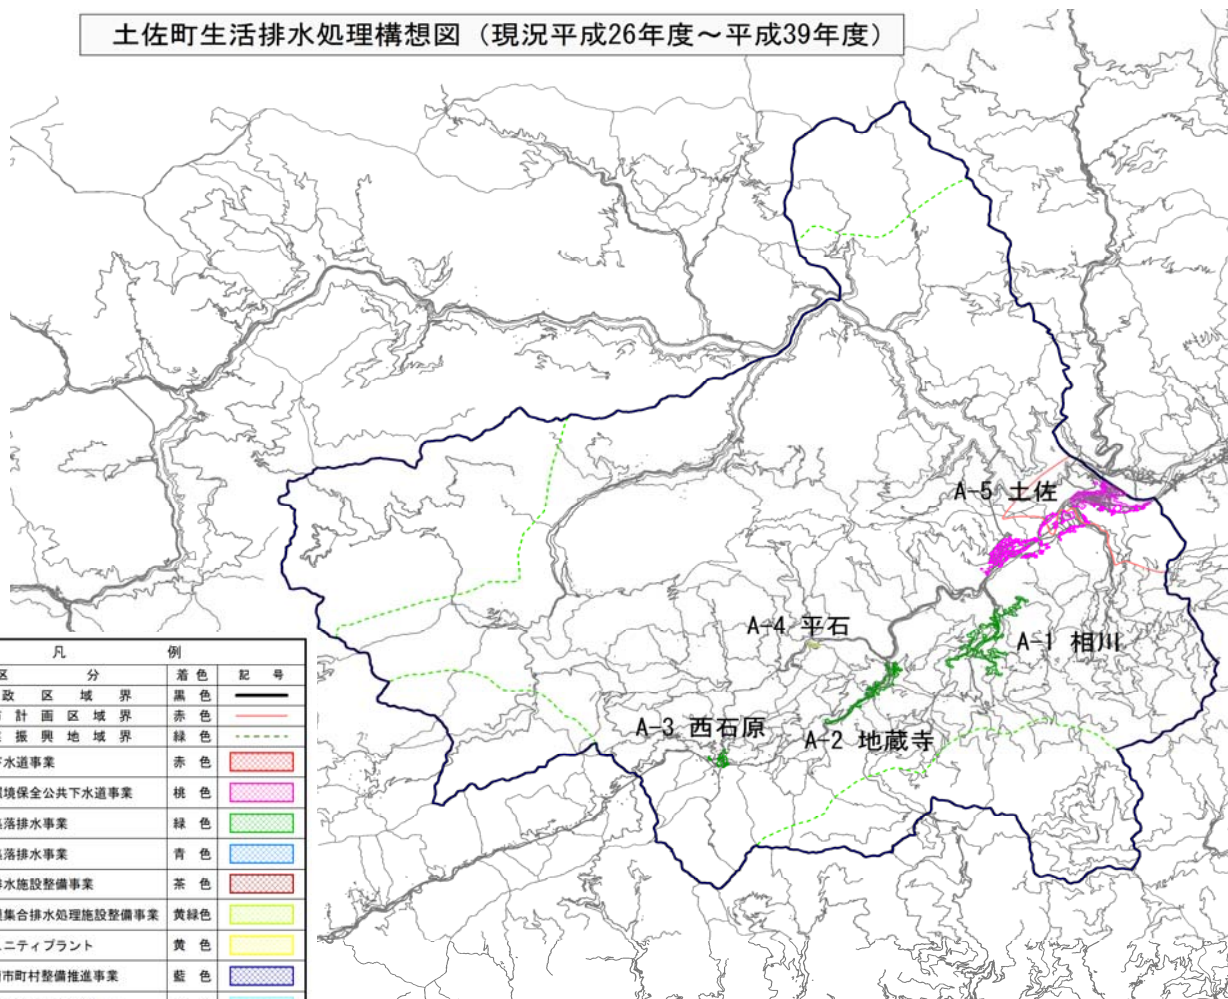 土佐町生活排水処理構想図（現況平成26年度～平成39年度）
A-5 土佐
A-4 平石
A-1 相川
A-3 西石原
A-2 地蔵寺
凡 例
区 分 着色 記 号
政 区 域 界 黒 色
計 画 区 域 界 赤 色
振 興 地 域 界 緑 色
水道事業 赤 色
境保全公共下水道事業 桃 色
落排水事業 緑 色
落排水事業 青 色
水施設整備事業 茶 色
集合排水処理施設整備事業 黄緑色
ニティプラント 黄 色
市町村整備推進事業 藍 色